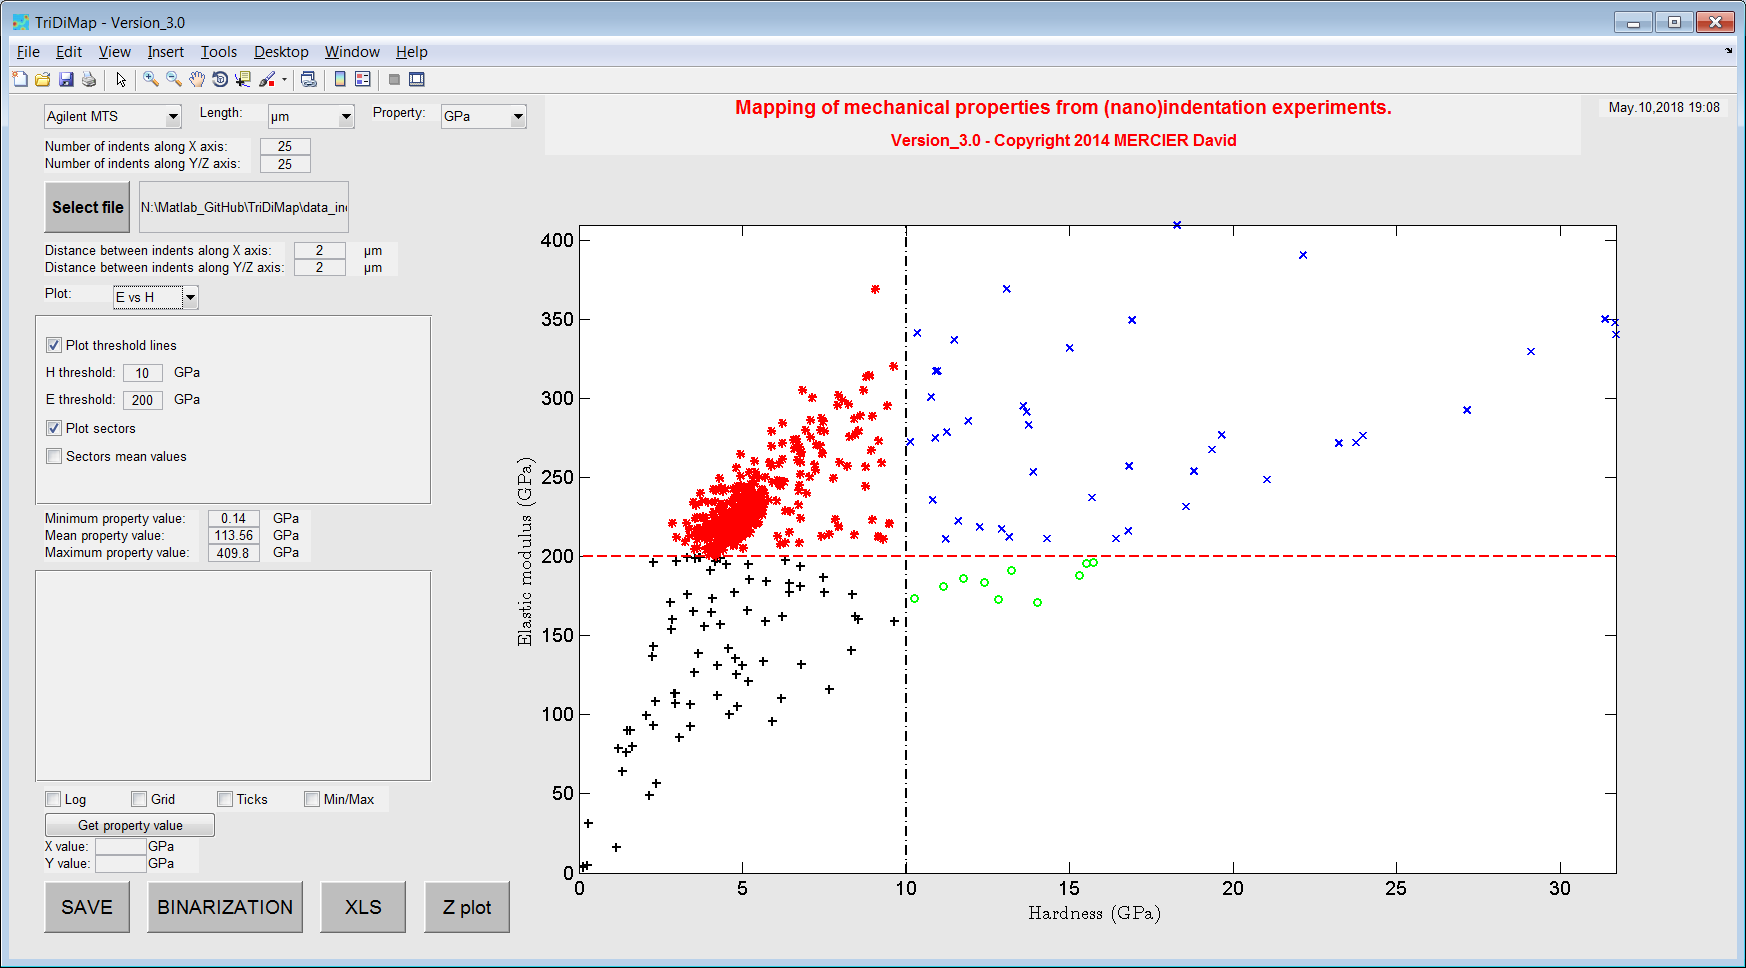 TriDiMap - Version_3.0
File Edit View Insert Tools Desktop Window Help
Agilent MTS Length: µm Property: GPa
Mapping of mechanical properties from (nano)indentation experiments.
Version_3.0 - Copyright 2014 MERCIER David
May.10,2018 19:08
Number of indents along X axis: 25
Number of indents along Y/Z axis: 25
Select file N:\Matlab_GitHub\TriDiMap\data_in
Distance between indents along X axis: 2 µm
Distance between indents along Y/Z axis: 2 µm
Plot: E vs H
Plot threshold lines
H threshold: 10 GPa
E threshold: 200 GPa
Plot sectors
Sectors mean values
Minimum property value: 0.14 GPa
Mean property value: 113.56 GPa
Maximum property value: 409.8 GPa
Log Grid Ticks Min/Max
Get property value
X value: GPa
Y value: GPa
SAVE BINARIZATION XLS Z plot
400
350
300
250
200
150
100
50
0
Elastic modulus (GPa)
0 5 10 15 20 25 30
Hardness (GPa)